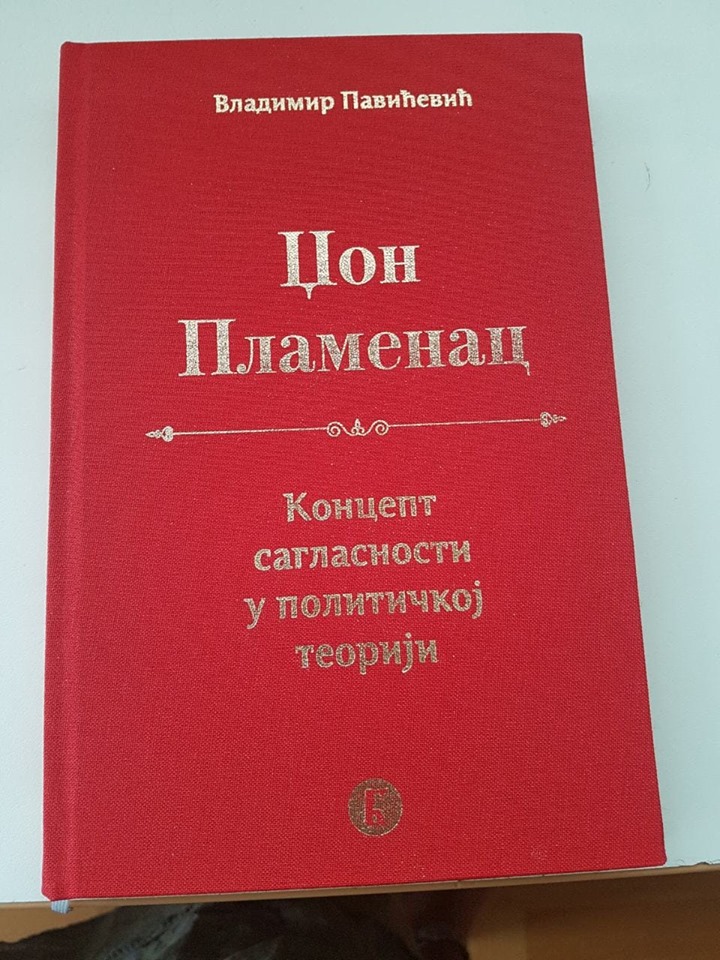 Владимир Павићевић
Џон
Пламенац
Концепт
сагласности
у политичкој
теорији